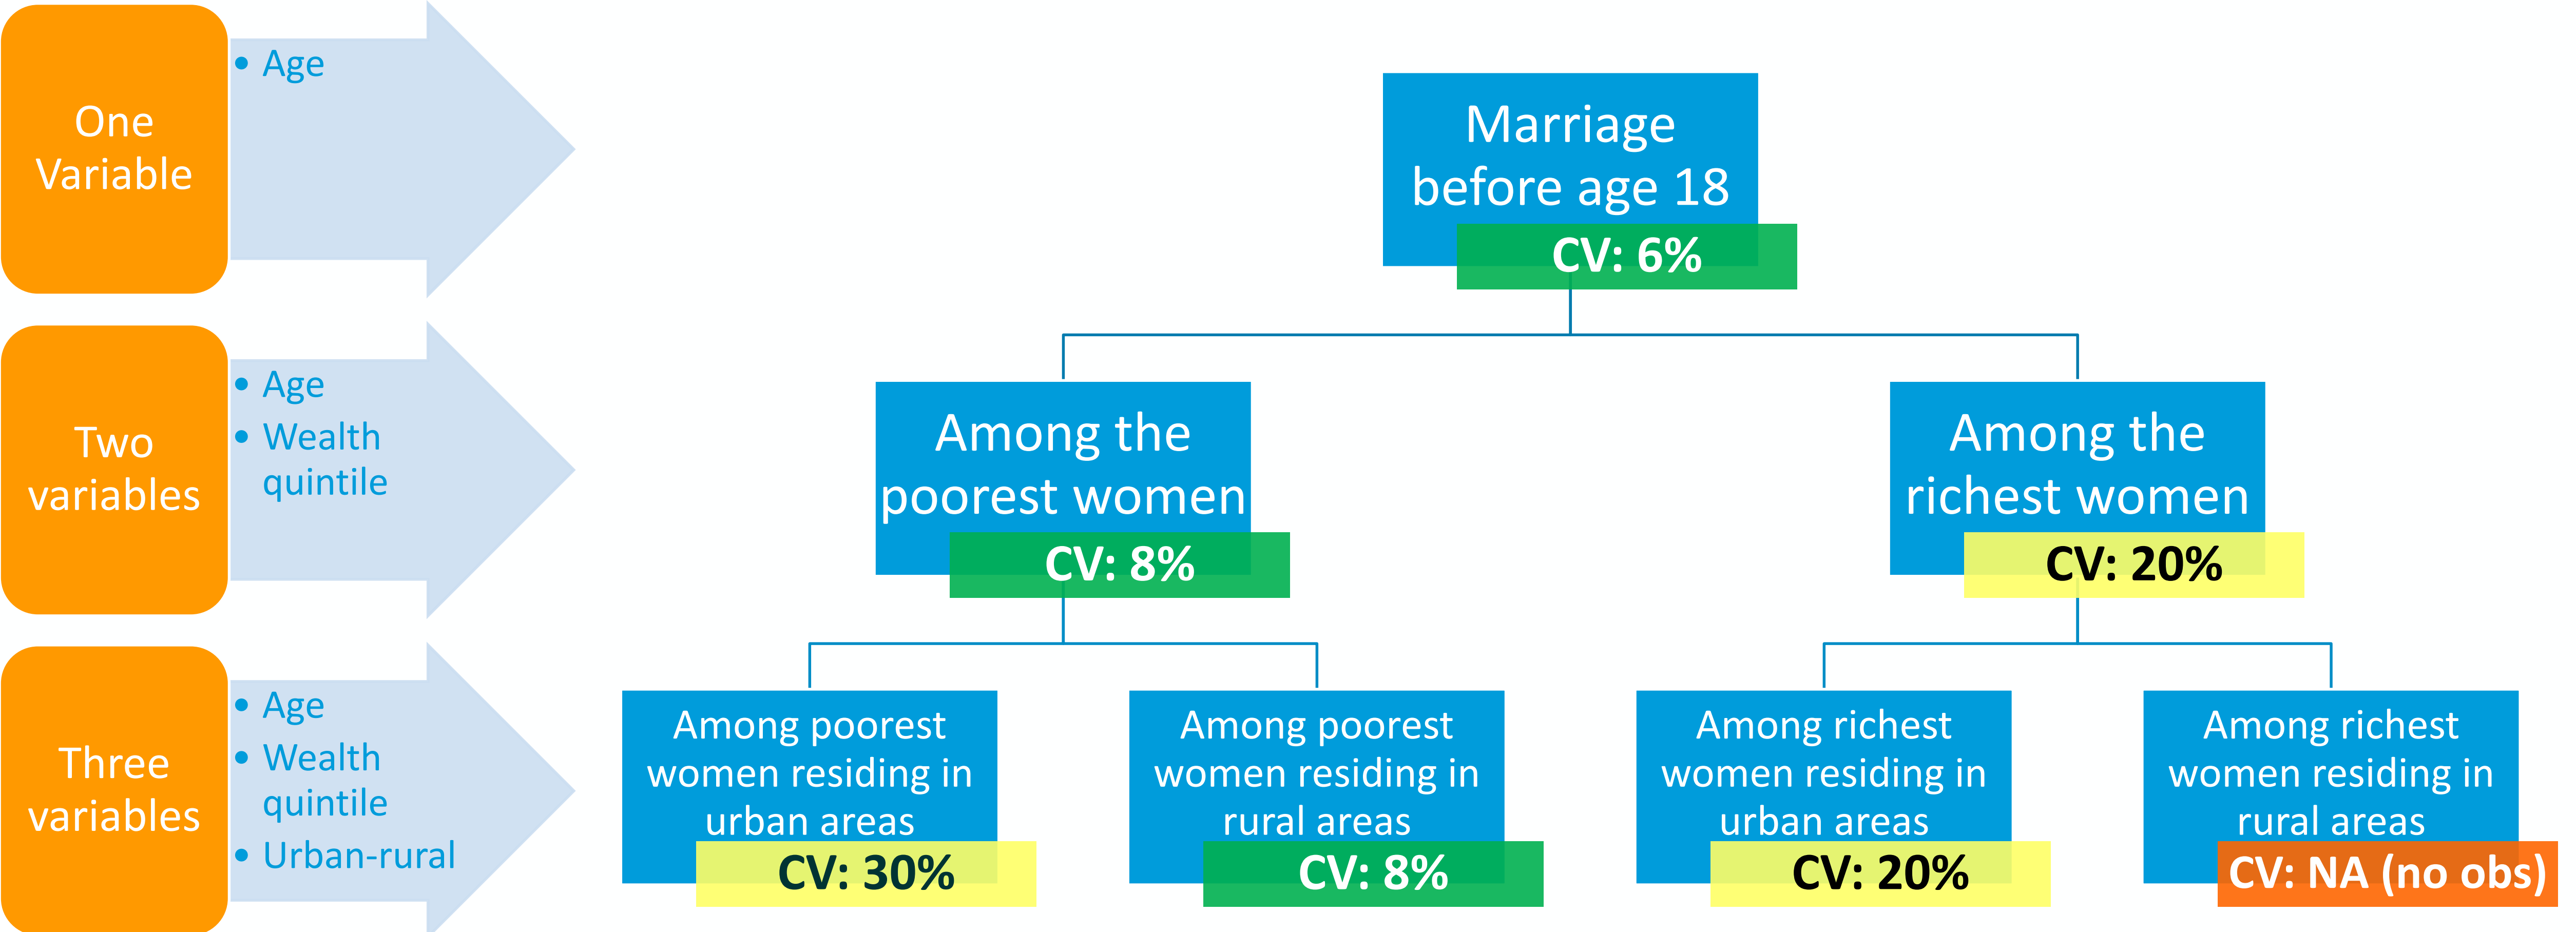 One
Variable
• Age
Marriage
before age 18
CV: 6%
Two
variables
• Age
• Wealth
quintile
Among the
poorest women
CV: 8%
Among the
richest women
CV: 20%
Three
variables
• Age
• Wealth
quintile
• Urban-rural
Among poorest
women residing in
urban areas
CV: 30%
Among poorest
women residing in
rural areas
CV: 8%
Among richest
women residing in
urban areas
CV: 20%
Among richest
women residing in
rural areas
CV: NA (no obs)